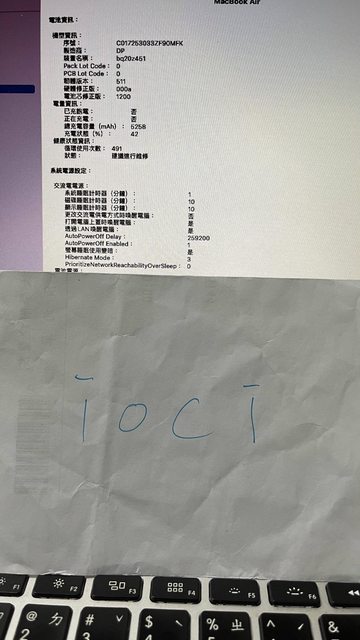 MacBook Air
電池資訊：
機型資訊：
序號： C017253033ZF90MFK
製造商： DP
裝置名稱： bq20z451
Pack Lot Code： 0
PCB Lot Code： 0
韌體版本： 511
硬體修正版： 000a
電池芯修正版： 1200
電量資訊：
已充飽電： 否
正在充電： 否
總充電容量（mAh）： 5258
充電狀態（%）： 42
健康狀態資訊：
循環使用次數： 491
狀態： 建議進行維修
系統電源設定：
交流電電源：
系統睡眠計時器（分鐘）： 1
磁碟睡眠計時器（分鐘）： 10
顯示睡眠計時器（分鐘）： 10
更改交流電供電方式時喚醒電腦： 否
打開電腦上蓋時喚醒電腦： 是
透過LAN喚醒電腦： 是
AutoPowerOff Delay： 259200
AutoPowerOff Enabled： 1
螢幕睡眠使用變暗： 是
Hibernate Mode： 3
PrioritizeNetworkReachabilityOverSleep： 0
電池電源：
ioci
F1 F2 F3 F4 F5 F6
@ 2 ㄅ # 3 ˇ $ 4 ˋ % 5 ㄓ ^ 6 ˊ &